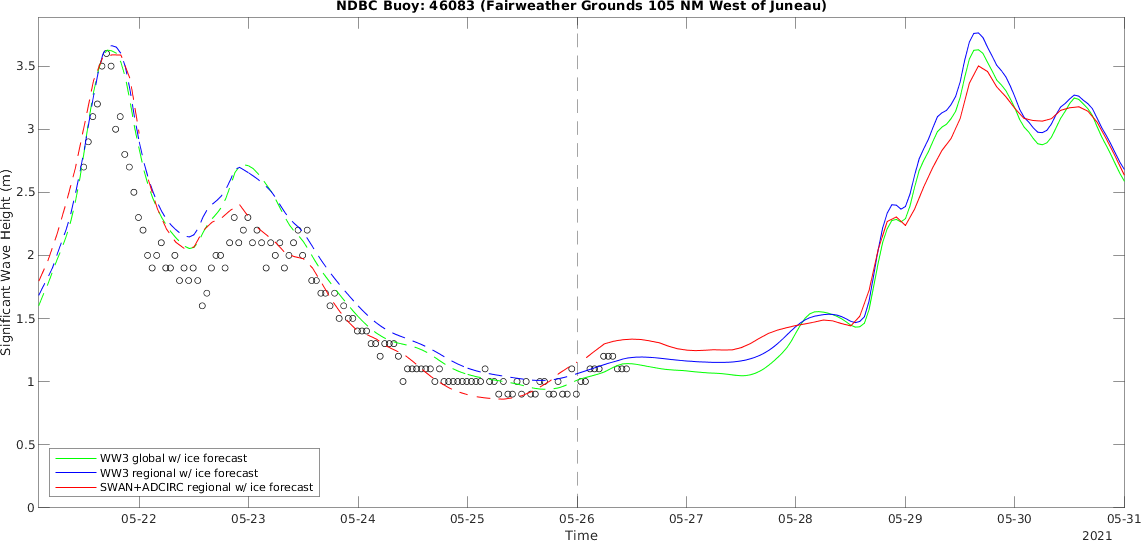 NDBC Buoy: 46083 (Fairweather Grounds 105 NM West of Juneau)
Significant Wave Height (m)
3.5
3
2.5
2
1.5
1
0.5
0
WW3 global w/ ice forecast
WW3 regional w/ ice forecast
SWAN+ADCIRC regional w/ ice forecast
05-22 05-23 05-24 05-25 05-26 05-27 05-28 05-29 05-30 05-31
Time
2021